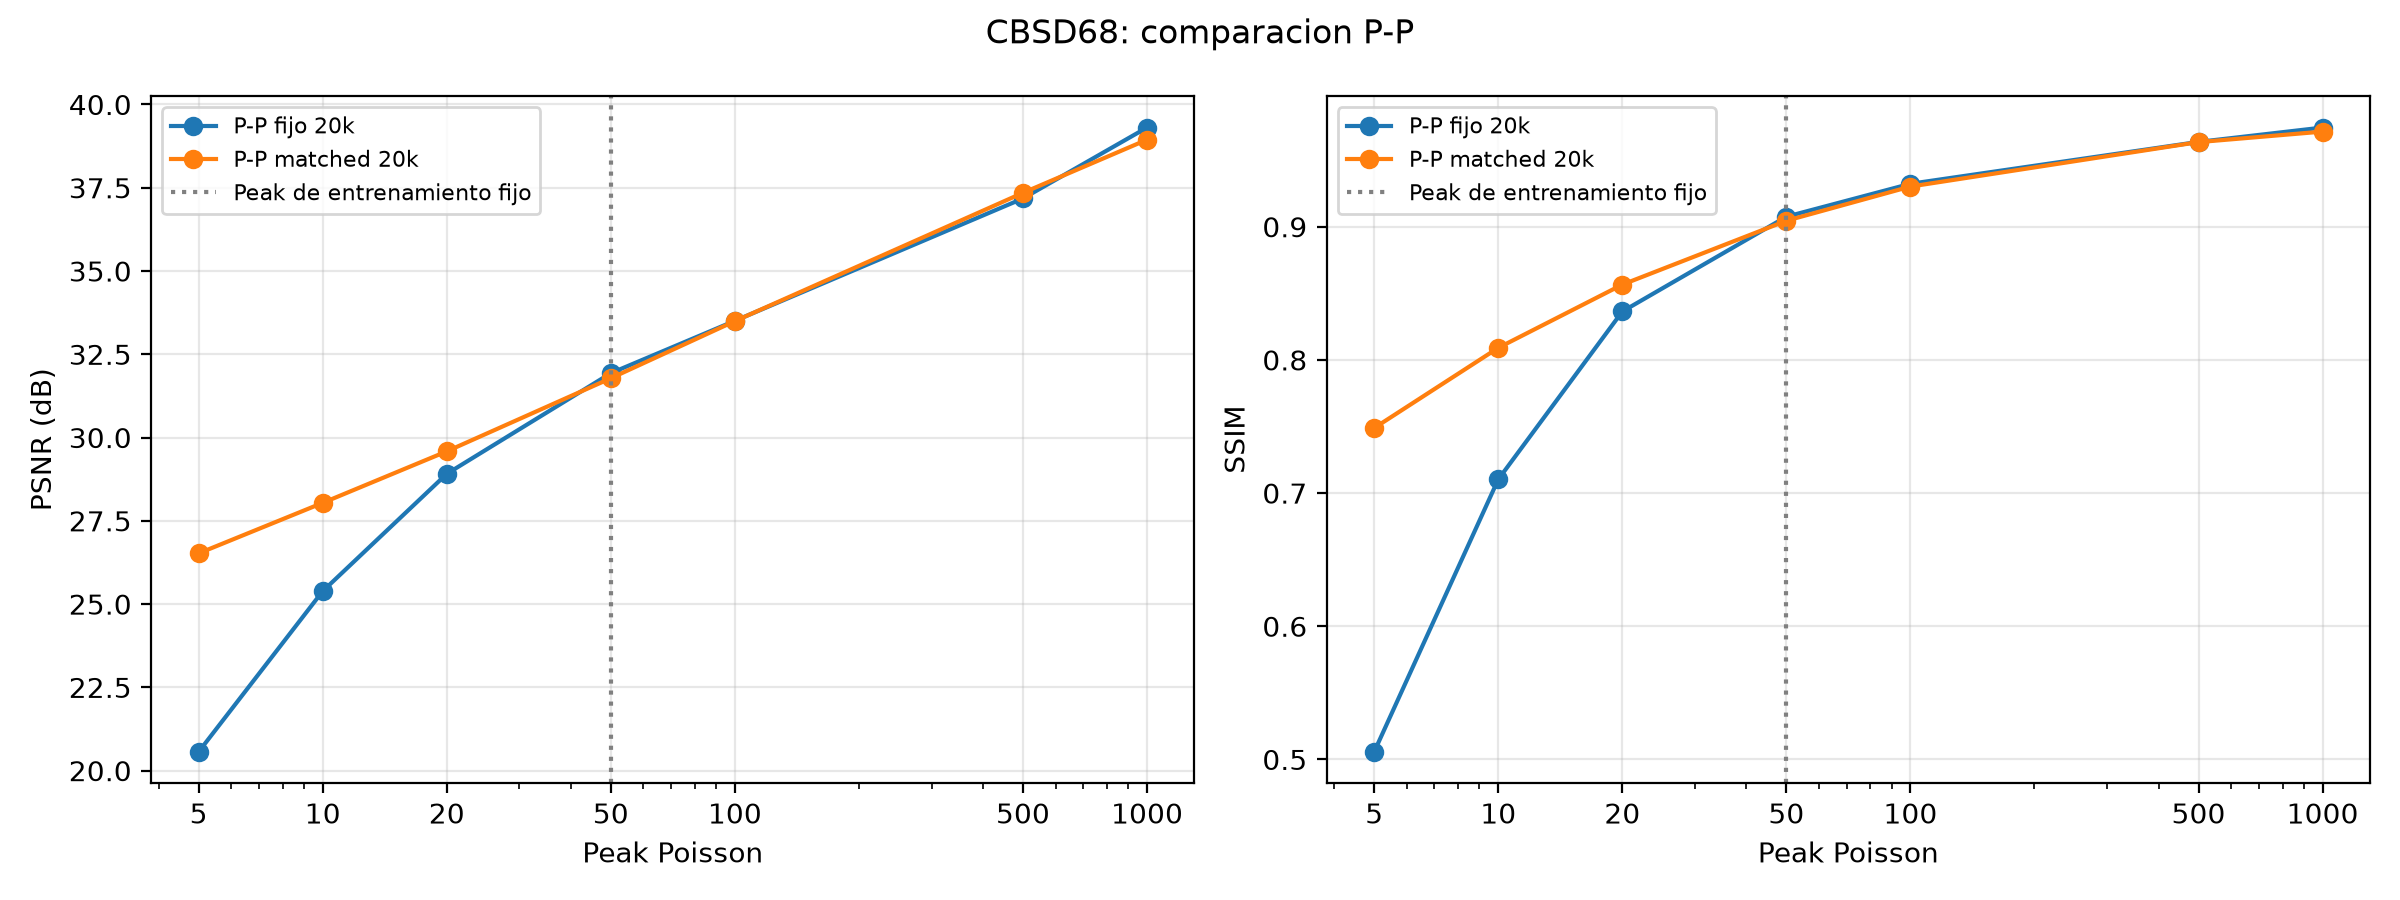 CBSD68: comparacion P-P
P-P fijo 20k
P-P matched 20k
Peak de entrenamiento fijo
PSNR (dB)
40.0
37.5
35.0
32.5
30.0
27.5
25.0
22.5
20.0
5 10 20 50 100 500 1000
Peak Poisson
P-P fijo 20k
P-P matched 20k
Peak de entrenamiento fijo
SSIM
0.9
0.8
0.7
0.6
0.5
5 10 20 50 100 500 1000
Peak Poisson